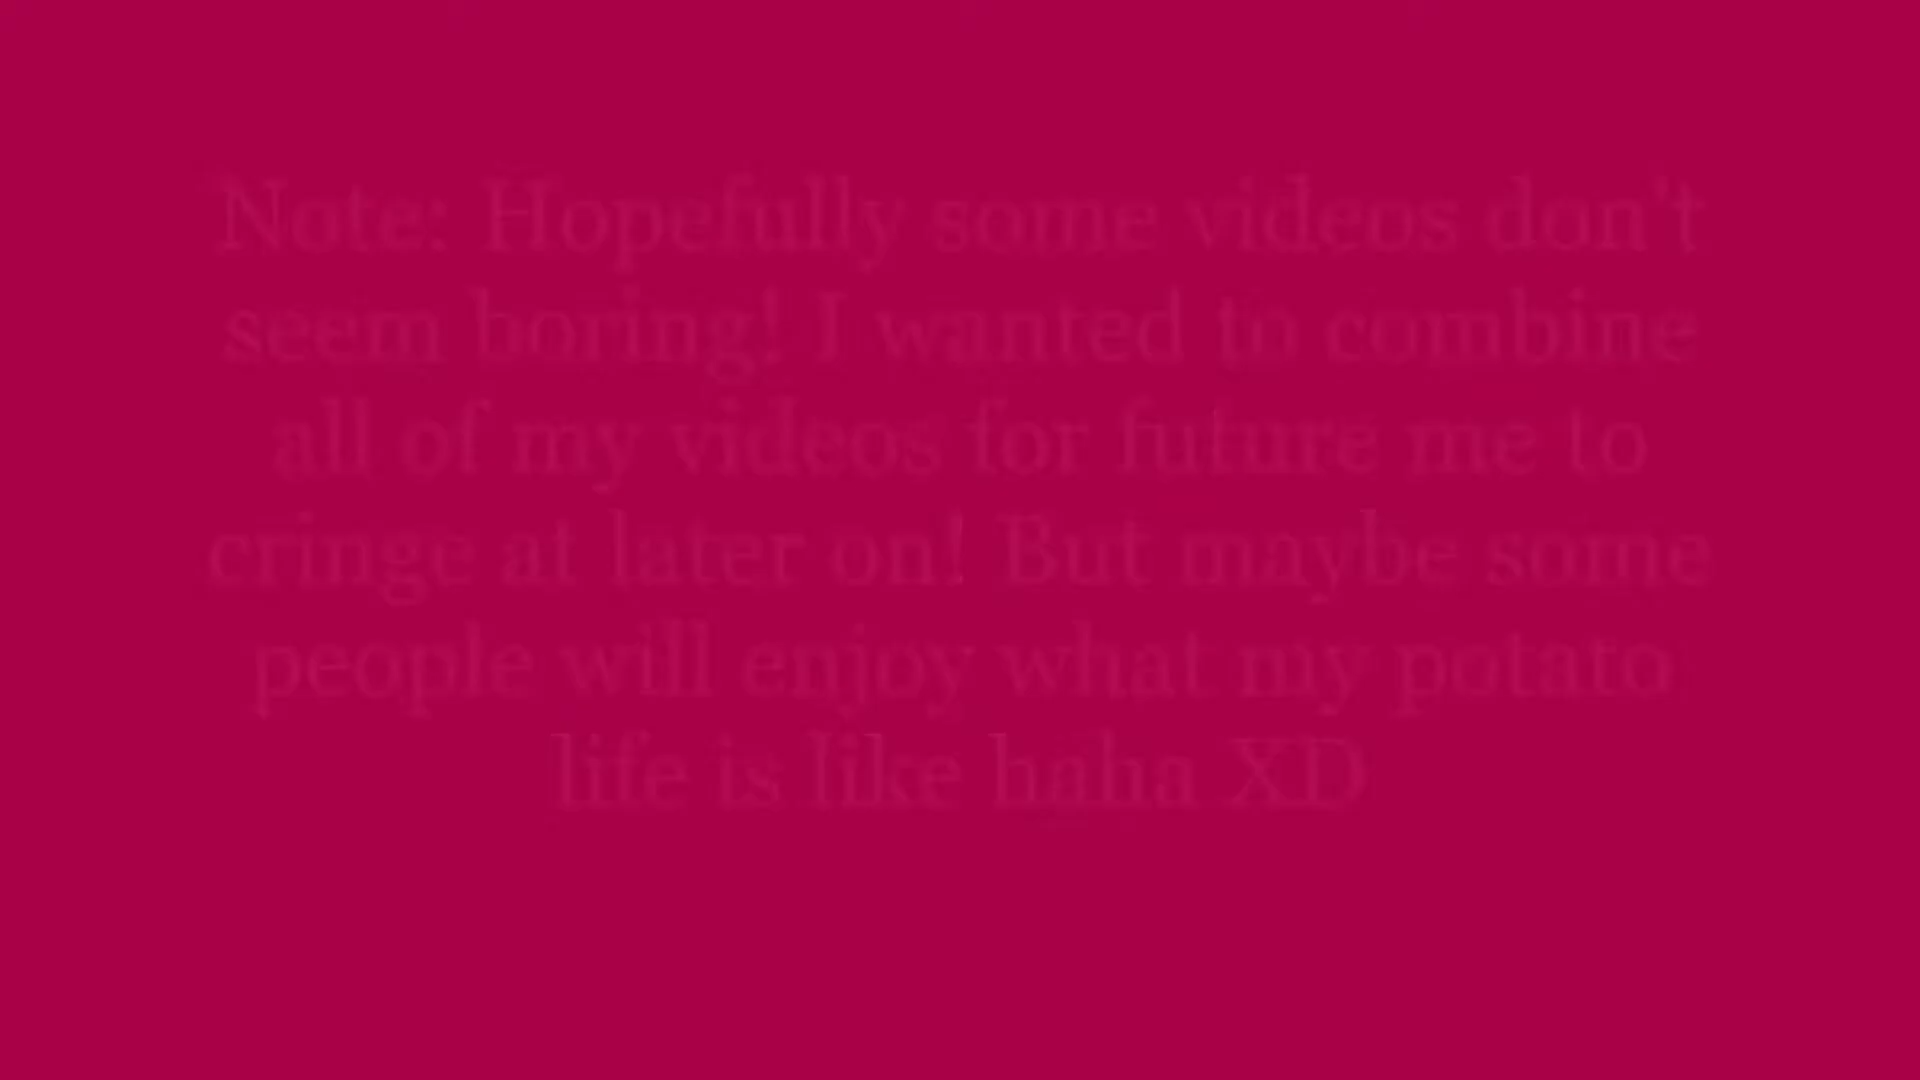 Note: Hopefully some videos don't
seem boring! I wanted to combine
all of my videos for future me to
cringe at later on! But maybe some
people will enjoy what my potato
life is like haha XD